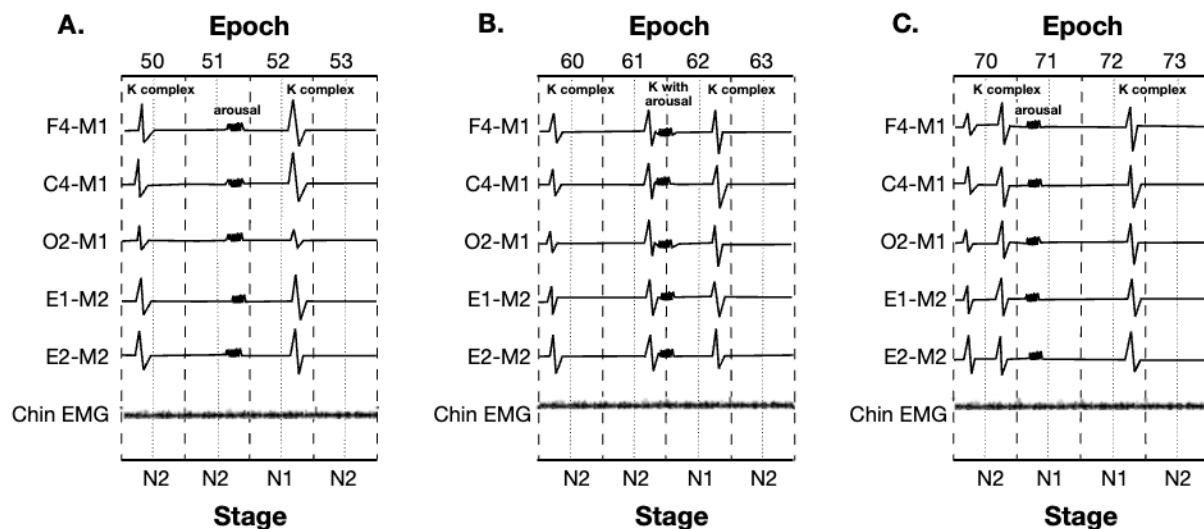 A.
Epoch
50 51 52 53
K complex
arousal
K complex
F4-M1
C4-M1
O2-M1
E1-M2
E2-M2
Chin EMG
N2 N2 N1 N2
Stage
B.
Epoch
60 61 62 63
K complex
K with
arousal
K complex
F4-M1
C4-M1
O2-M1
E1-M2
E2-M2
Chin EMG
N2 N2 N1 N2
Stage
C.
Epoch
70 71 72 73
K complex
arousal
K complex
F4-M1
C4-M1
O2-M1
E1-M2
E2-M2
Chin EMG
N2 N1 N1 N2
Stage